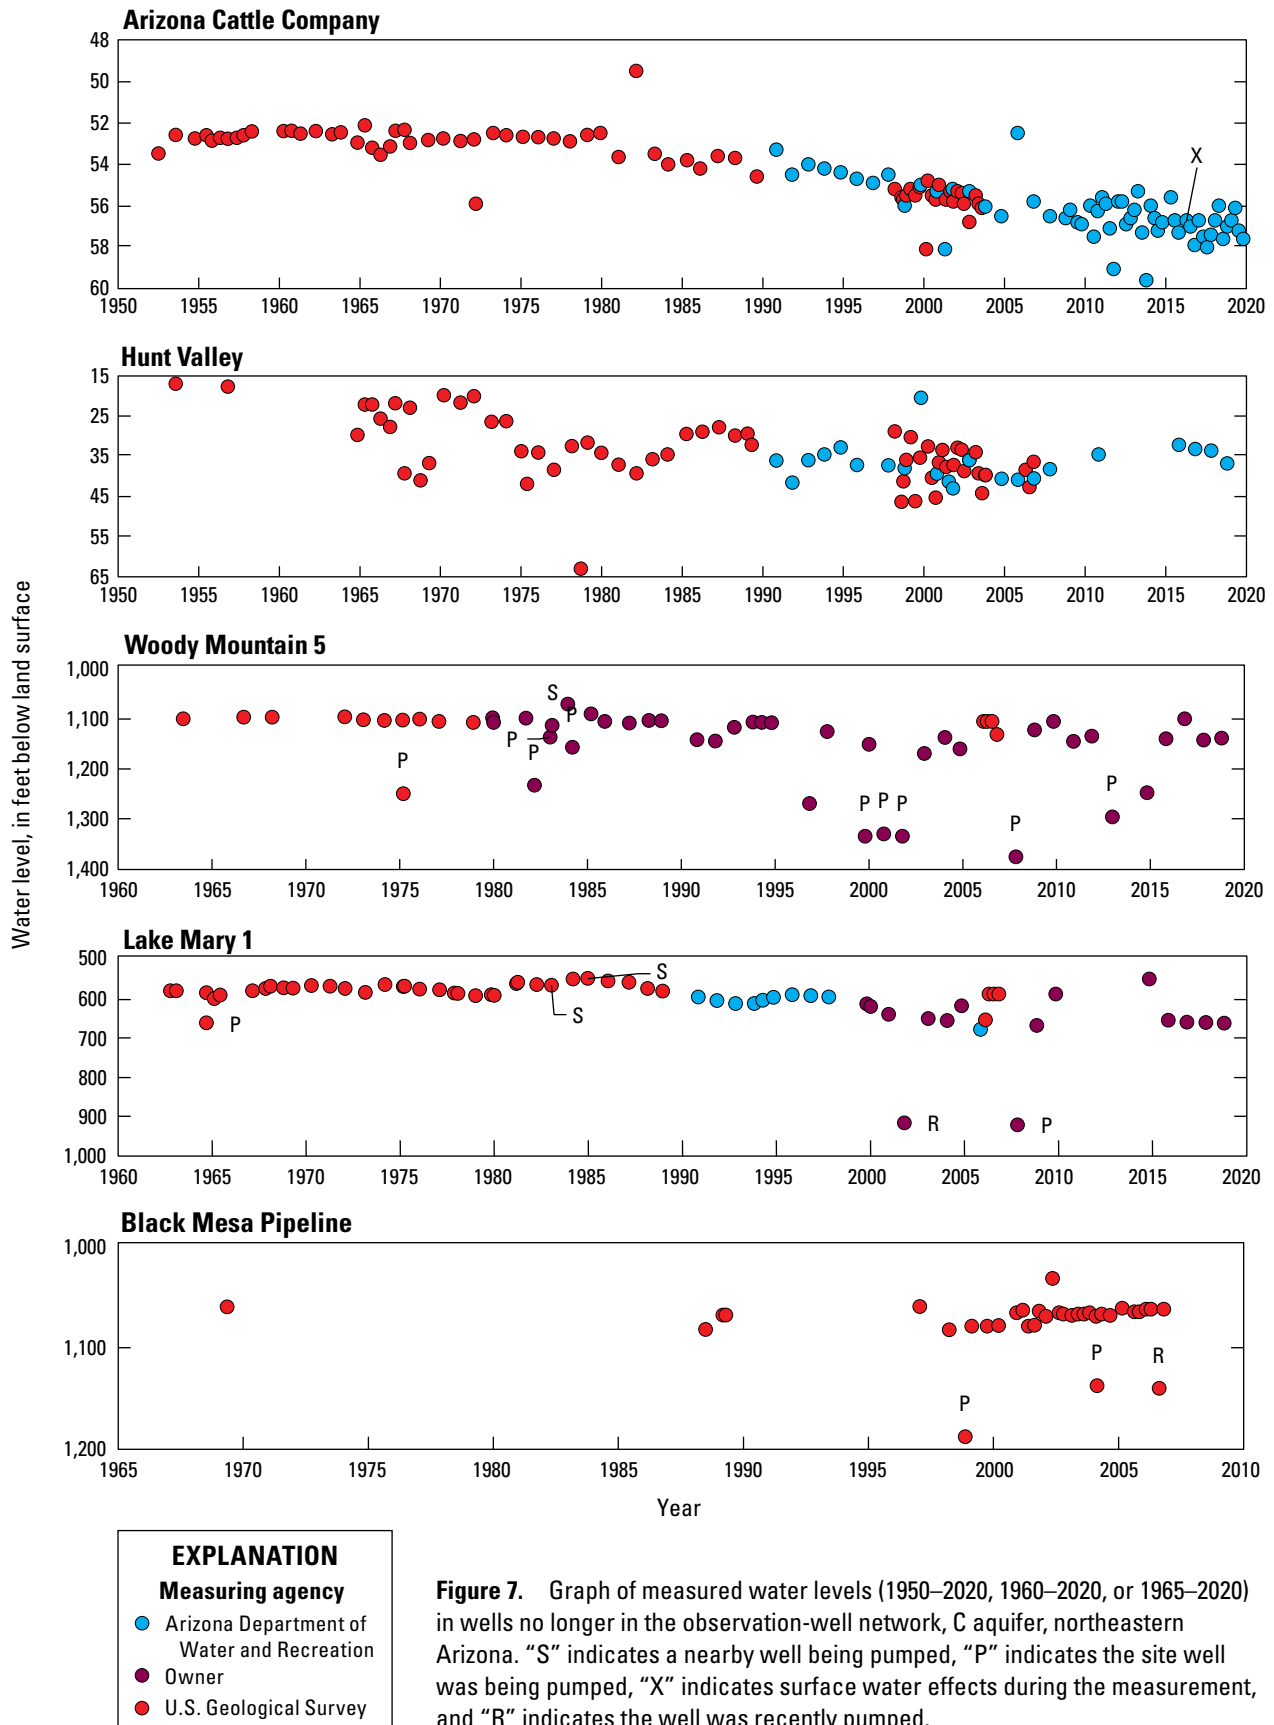 Arizona Cattle Company
48
50
52
54
56
58
60
X
1950 1955 1960 1965 1970 1975 1980 1985 1990 1995 2000 2005 2010 2015 2020
Hunt Valley
15
25
35
45
55
65
1950 1955 1960 1965 1970 1975 1980 1985 1990 1995 2000 2005 2010 2015 2020
Water level, in feet below land surface
Woody Mountain 5
1,000
1,100
1,200
1,300
1,400
P
P
P
S
P
P P P
P
P
1960 1965 1970 1975 1980 1985 1990 1995 2000 2005 2010 2015 2020
Lake Mary 1
500
600
700
800
900
1,000
P
S
S
R
P
1960 1965 1970 1975 1980 1985 1990 1995 2000 2005 2010 2015 2020
Black Mesa Pipeline
1,000
1,100
1,200
P
P
R
1965 1970 1975 1980 1985 1990 1995 2000 2005 2010
Year
EXPLANATION
Measuring agency
Arizona Department of
Water and Recreation
Owner
U.S. Geological Survey
Figure 7. Graph of measured water levels (1950–2020, 1960–2020, or 1965–2020)
in wells no longer in the observation-well network, C aquifer, northeastern
Arizona. “S” indicates a nearby well being pumped, “P” indicates the site well
was being pumped, “X” indicates surface water effects during the measurement,
and “R” indicates the well was recently pumped.